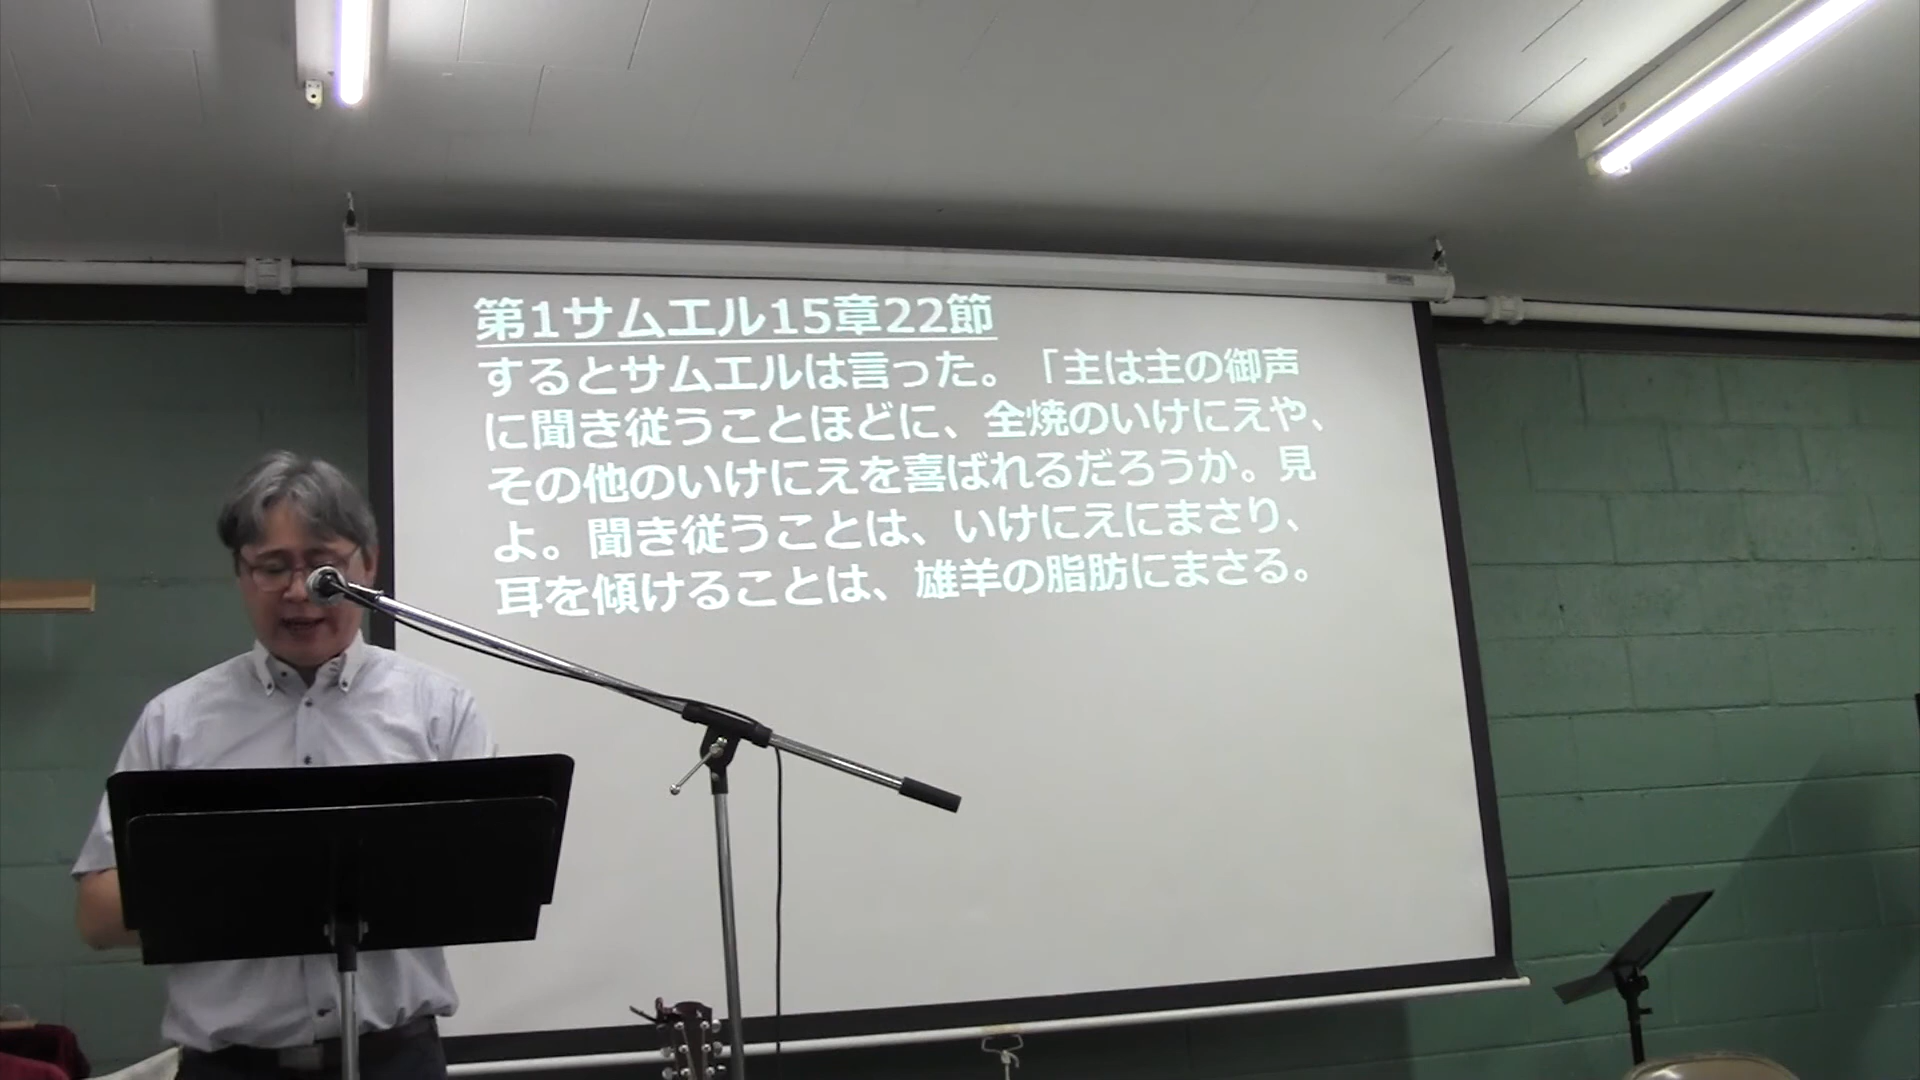 第1サムエル15章22節
するとサムエルは言った。「主は主の御声
に聞き従うことほどに、全焼のいけにえや、
その他のいけにえを喜ばれるだろうか。見
よ。聞き従うことは、いけにえにまさり、
耳を傾けることは、雄羊の脂肪にまさる。